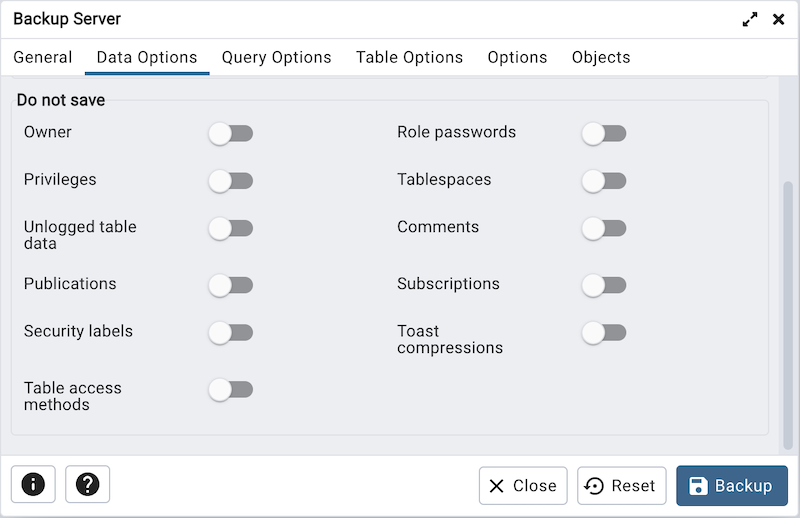 Backup Server
General Data Options Query Options Table Options Options Objects
Do not save
Owner Role passwords
Privileges Tablespaces
Unlogged table
data
Comments
Publications Subscriptions
Security labels Toast
compressions
Table access
methods
Close Reset Backup